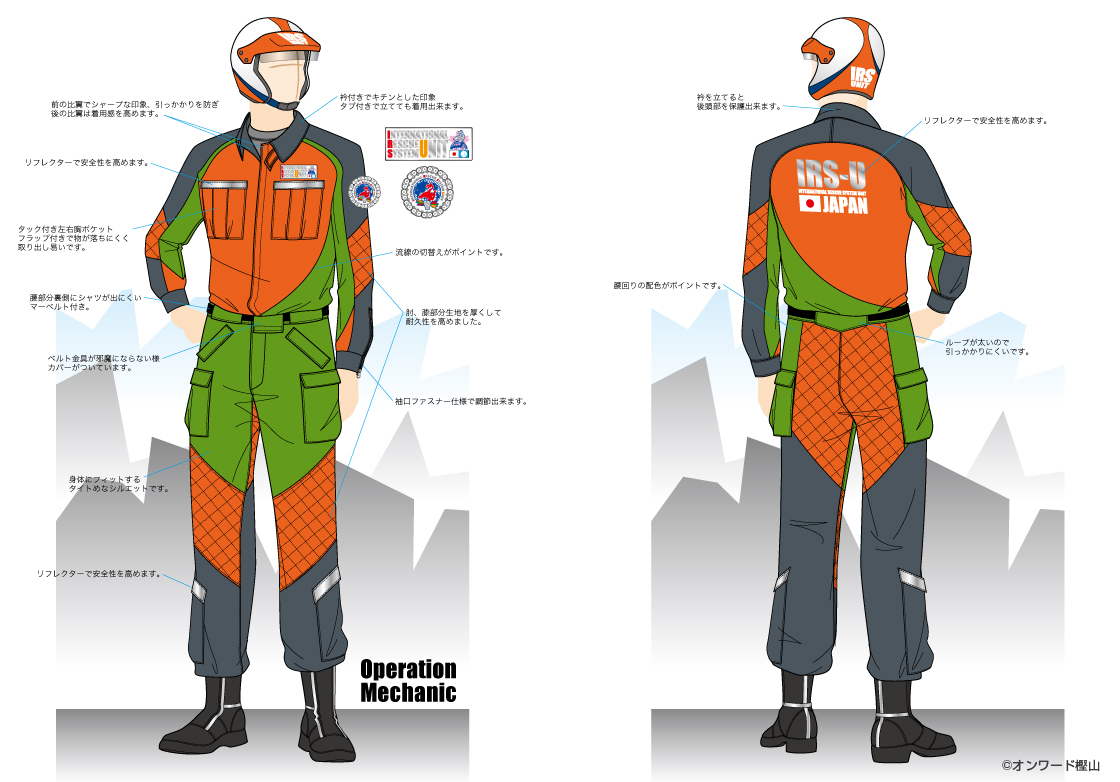 IRS
UNIT
前の比翼でシャープな印象、引っかかりを防ぎ
後の比翼は着用感を高めます。
衿付きでキチンとした印象
タブ付きで立てても着用出来ます。
INTERNATIONAL
RESCUE
SYSTEM UNIT
リフレクターで安全性を高めます。
タック付き左右胸ポケット
フラップ付きで物が落ちにくく
取り出し易いです。
流線の切替えがポイントです。
腰部分裏側にシャツが出にくい
マーベルト付き。
肘、膝部分生地を厚くして
耐久性を高めました。
ベルト金具が邪魔にならない様
カバーがついています。
袖口ファスナー仕様で調節出来ます。
身体にフィットする
タイトめなシルエットです。
リフレクターで安全性を高めます。
Operation
Mechanic
IRS
UNIT
衿を立てると
後頭部を保護出来ます。
リフレクターで安全性を高めます。
IRS-U
INTERNATIONAL RESCUE SYSTEM UNIT
JAPAN
腰回りの配色がポイントです。
ループが太いので
引っかかりにくいです。
©オンワード樫山